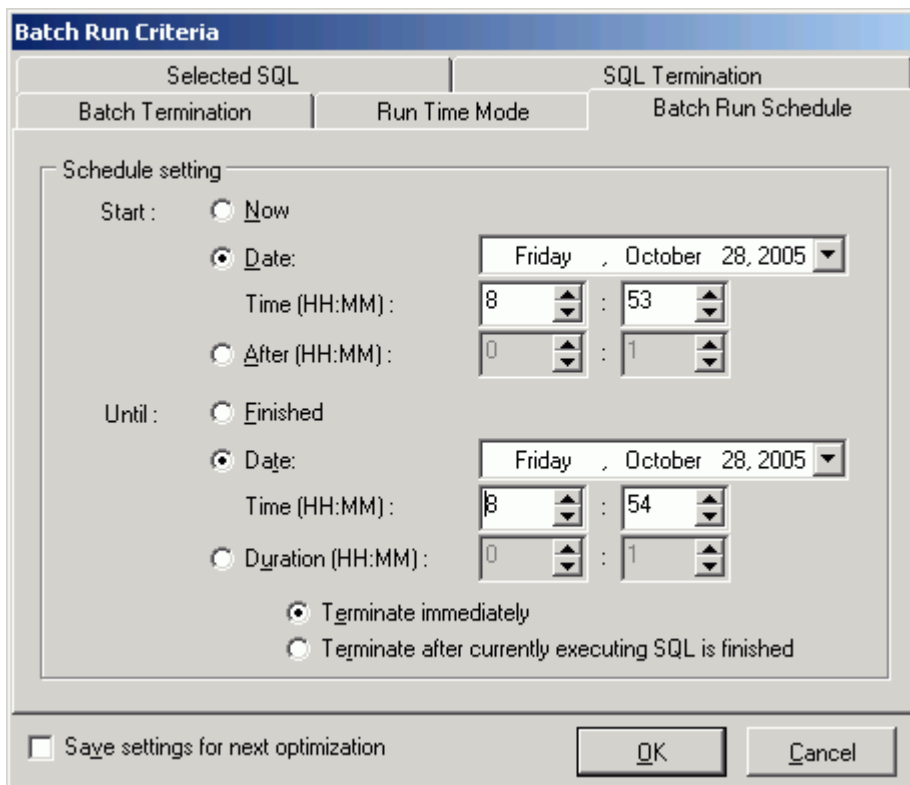 Batch Run Criteria
Selected SQL SQL Termination
Batch Termination Run Time Mode Batch Run Schedule
Schedule setting
Start : Now
Date: Friday , October 28, 2005
Time (HH:MM) : 8 : 53
After (HH:MM) : 0 : 1
Until : Finished
Date: Friday , October 28, 2005
Time (HH:MM) : 8 : 54
Duration (HH:MM) : 0 : 1
Terminate immediately
Terminate after currently executing SQL is finished
Save settings for next optimization OK Cancel